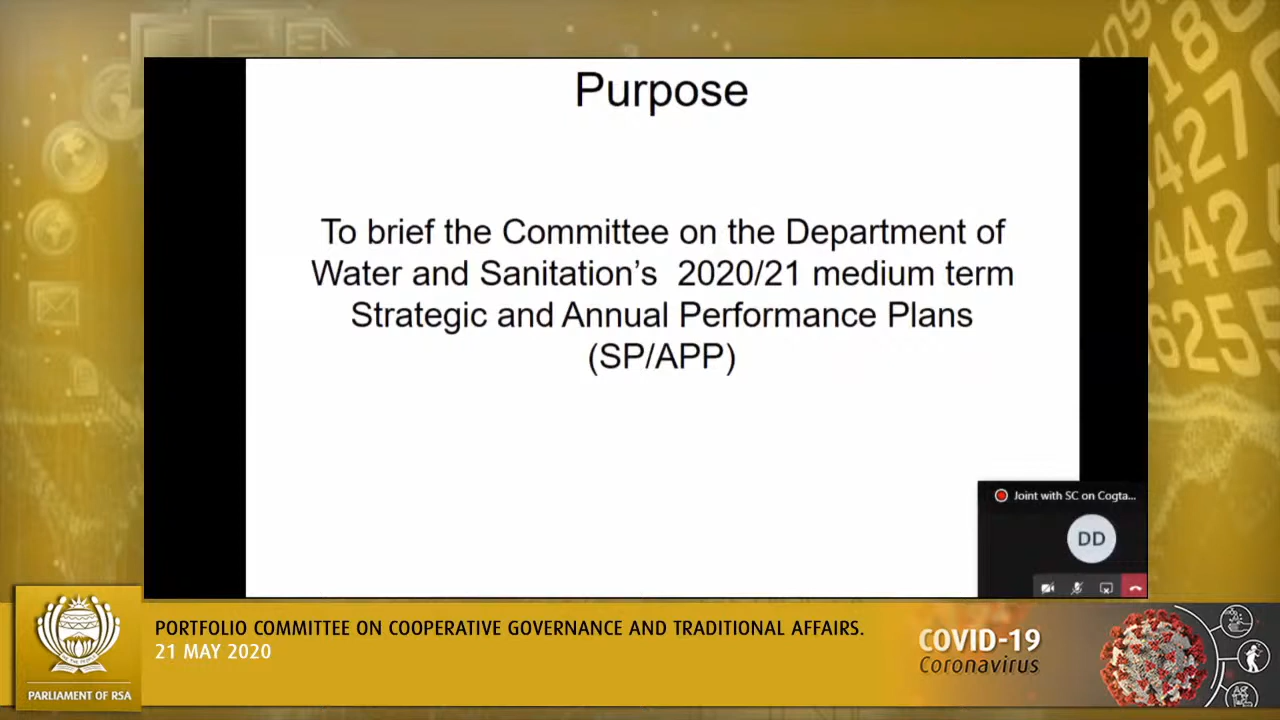 Purpose
To brief the Committee on the Department of
Water and Sanitation's 2020/21 medium term
Strategic and Annual Performance Plans
(SP/APP)
Joint with SC on Cogta...
DD
PORTFOLIO COMMITTEE ON COOPERATIVE GOVERNANCE AND TRADITIONAL AFFAIRS.
21 MAY 2020
PARLIAMENT OF RSA
COVID-19
Coronavirus